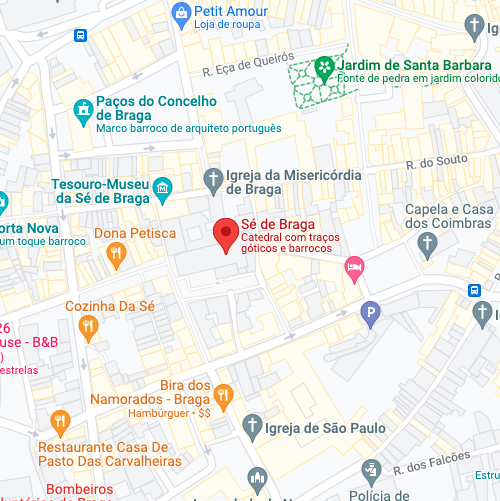 Petit Amour
Loja de roupa
R. Eça de Queirós
Jardim de Santa Barbara
Fonte de pedra em jardim colorido
Paços do Concelho
de Braga
Marco barroco de arquiteto português
R. do Souto
Igreja da Misericórdia
de Braga
Tesouro-Museu
da Sé de Braga
orta Nova
um toque barroco
Capela e Casa
dos Coimbras
Sé de Braga
Catedral com traços
góticos e barrocos
Dona Petisca
Cozinha Da Sé
P
26
use - B&B
)
estrelas
Bira dos
Namorados - Braga
Hambúrguer • $$
Igreja de São Paulo
Restaurante Casa De
Pasto Das Carvalheiras
R. dos Falcões
Estru
Bombeiros
Polícia de